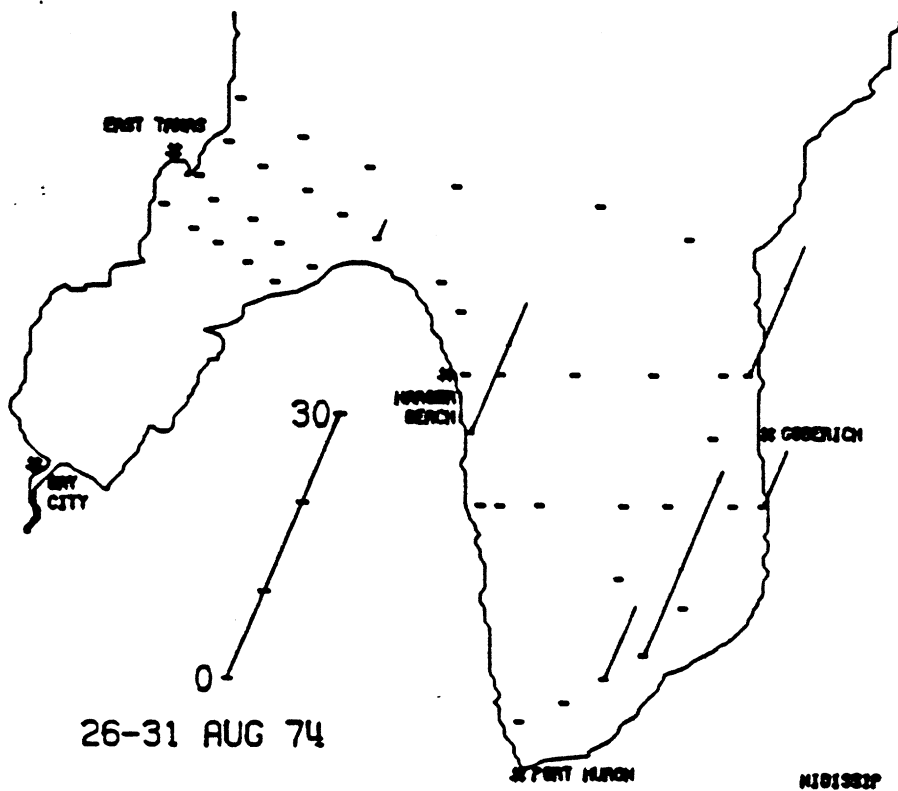 EAST TAWAS
30
HARBOR
BEACH
GODERICH
BAY
CITY
0
26-31 AUG 74
PORT HURON